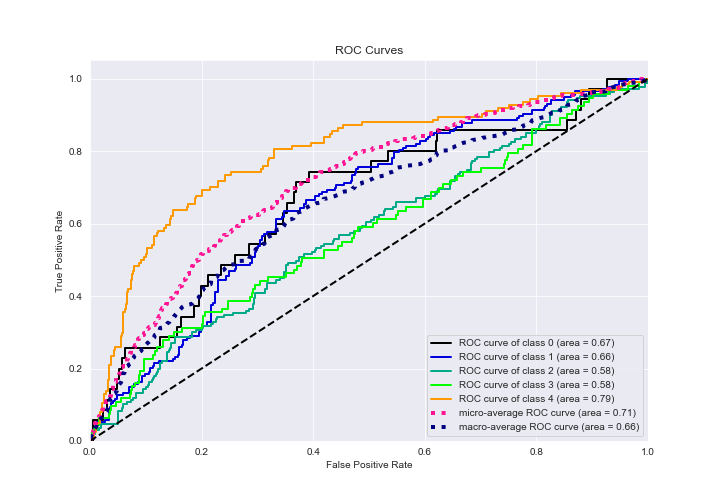 ROC Curves
True Positive Rate
1.0
0.8
0.6
0.4
0.2
0.0
ROC curve of class 0 (area = 0.67)
ROC curve of class 1 (area = 0.66)
ROC curve of class 2 (area = 0.58)
ROC curve of class 3 (area = 0.58)
ROC curve of class 4 (area = 0.79)
micro-average ROC curve (area = 0.71)
macro-average ROC curve (area = 0.66)
0.0 0.2 0.4 0.6 0.8 1.0
False Positive Rate